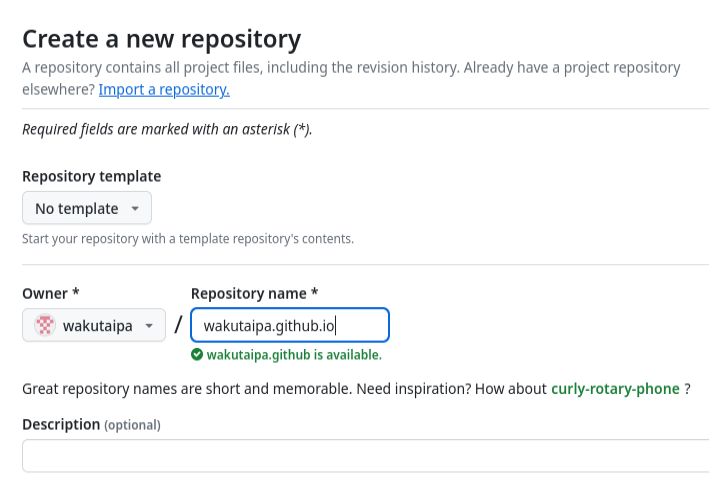 Create a new repository
A repository contains all project files, including the revision history. Already have a project repository
elsewhere? Import a repository.
Required fields are marked with an asterisk (*).
Repository template
No template
Start your repository with a template repository's contents.
Owner * Repository name *
wakutaipa / wakutaipa.github.io
wakutaipa.github is available.
Great repository names are short and memorable. Need inspiration? How about curly-rotary-phone ?
Description (optional)